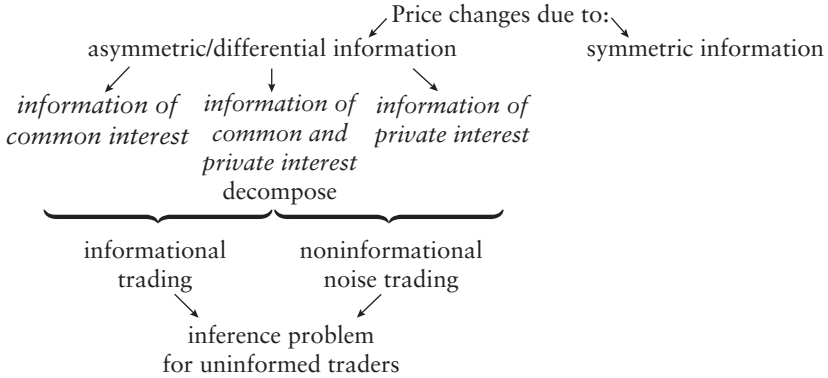 Price changes due to:
asymmetric/differential information
symmetric information
information of
common interest
information of
common and
private interest
decompose
information of
private interest
informational
trading
noninformational
noise trading
inference problem
for uninformed traders